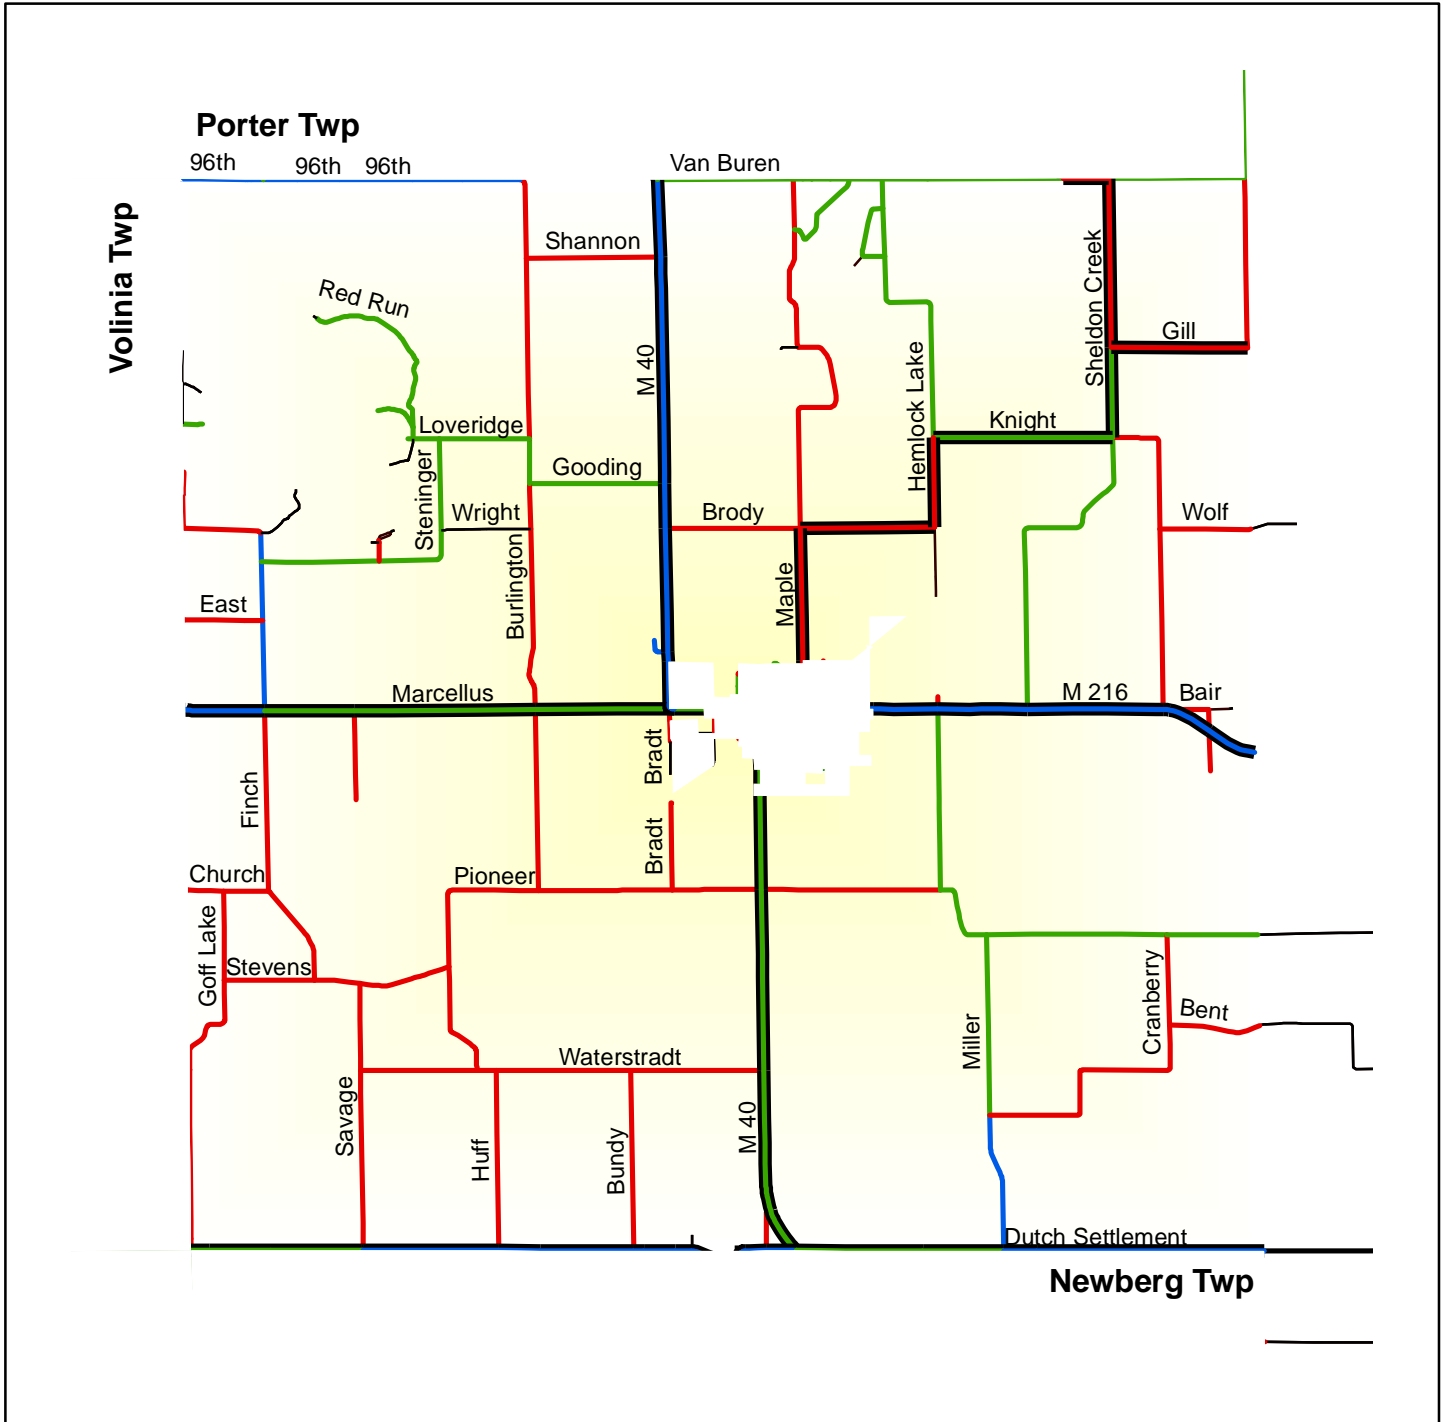 Porter Twp
96th
96th
96th
Van Buren
Volinia Twp
Shannon
Sheldon Creek
Red Run
Gill
M 40
Hemlock Lake
Loveridge
Knight
Gooding
Steninger
Wright
Brody
Wolf
Burlington
Maple
East
Marcellus
M 216
Bair
Bradt
Finch
Bradt
Church
Pioneer
Goff Lake
Stevens
Cranberry
Bent
Miller
Waterstradt
Savage
M 40
Huff
Bundy
Dutch Settlement
Newberg Twp